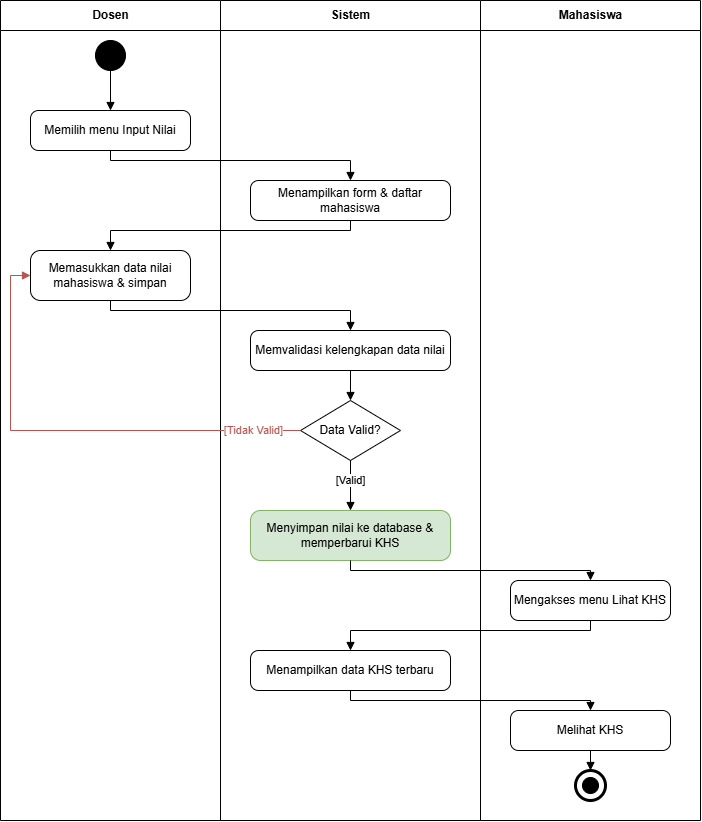 Dosen
Sistem
Mahasiswa
Memilih menu Input Nilai
Menampilkan form & daftar
mahasiswa
Memasukkan data nilai
mahasiswa & simpan
Memvalidasi kelengkapan data nilai
Data Valid?
[Tidak Valid]
[Valid]
Menyimpan nilai ke database &
memperbarui KHS
Mengakses menu Lihat KHS
Menampilkan data KHS terbaru
Melihat KHS